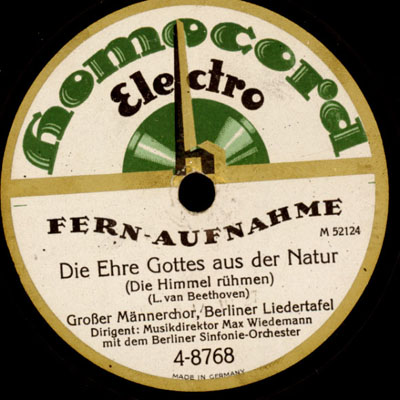 Homocord
Electro
FERN-AUFNAHME
M 52124
Die Ehre Gottes aus der Natur
(Die Himmel rühmen)
(L. van Beethoven)
Großer Männerchor, Berliner Liedertafel
Dirigent: Musikdirektor Max Wiedemann
mit dem Berliner Sinfonie-Orchester
4-8768
MADE IN GERMANY